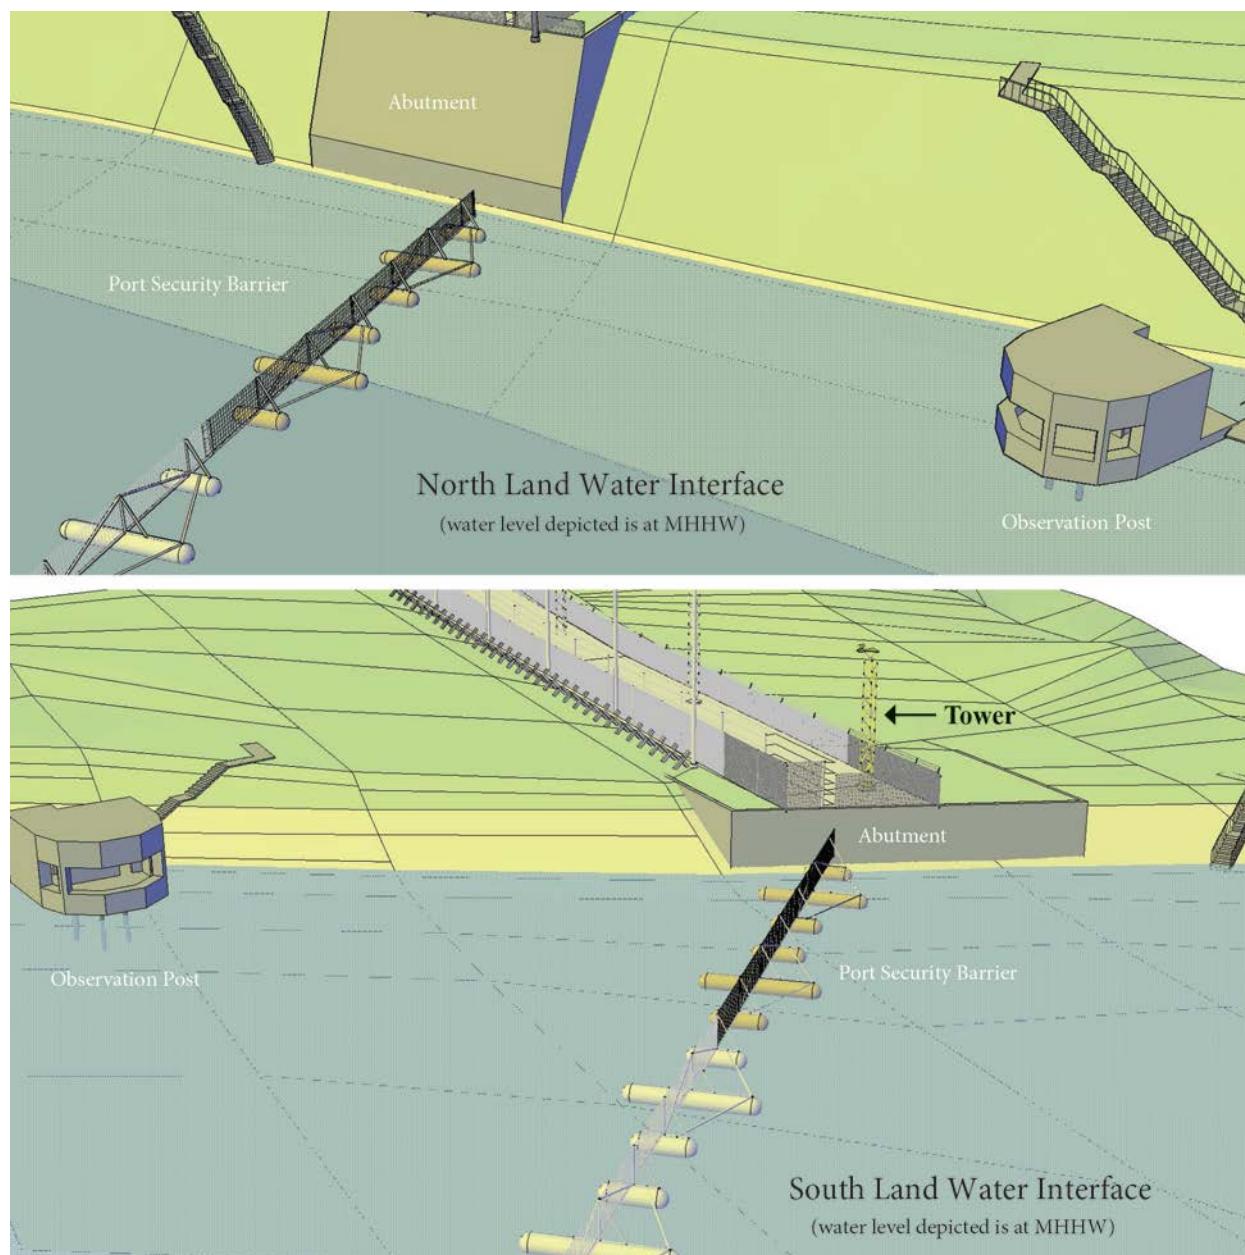 Abutment
Port Security Barrier
North Land Water Interface
(water level depicted is at MHHW)
Observation Post
Tower
Abutment
Observation Post
Port Security Barrier
South Land Water Interface
(water level depicted is at MHHW)